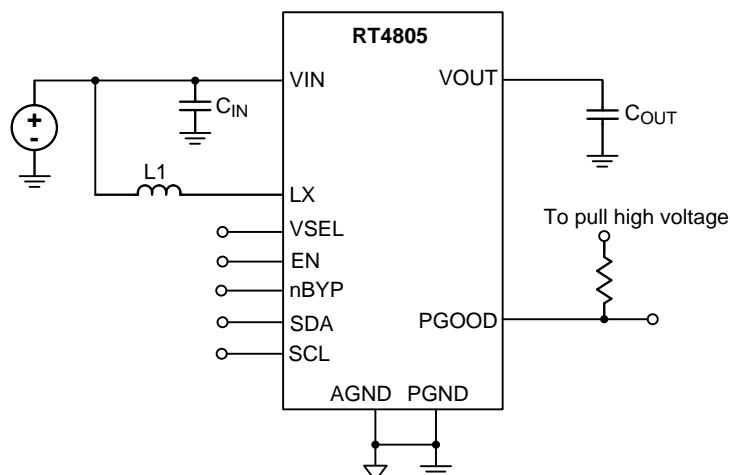 RT4805
VIN
VOUT
CIN
COUT
+
-
L1
LX
VSEL
To pull high voltage
EN
nBYP
PGOOD
SDA
SCL
AGND
PGND